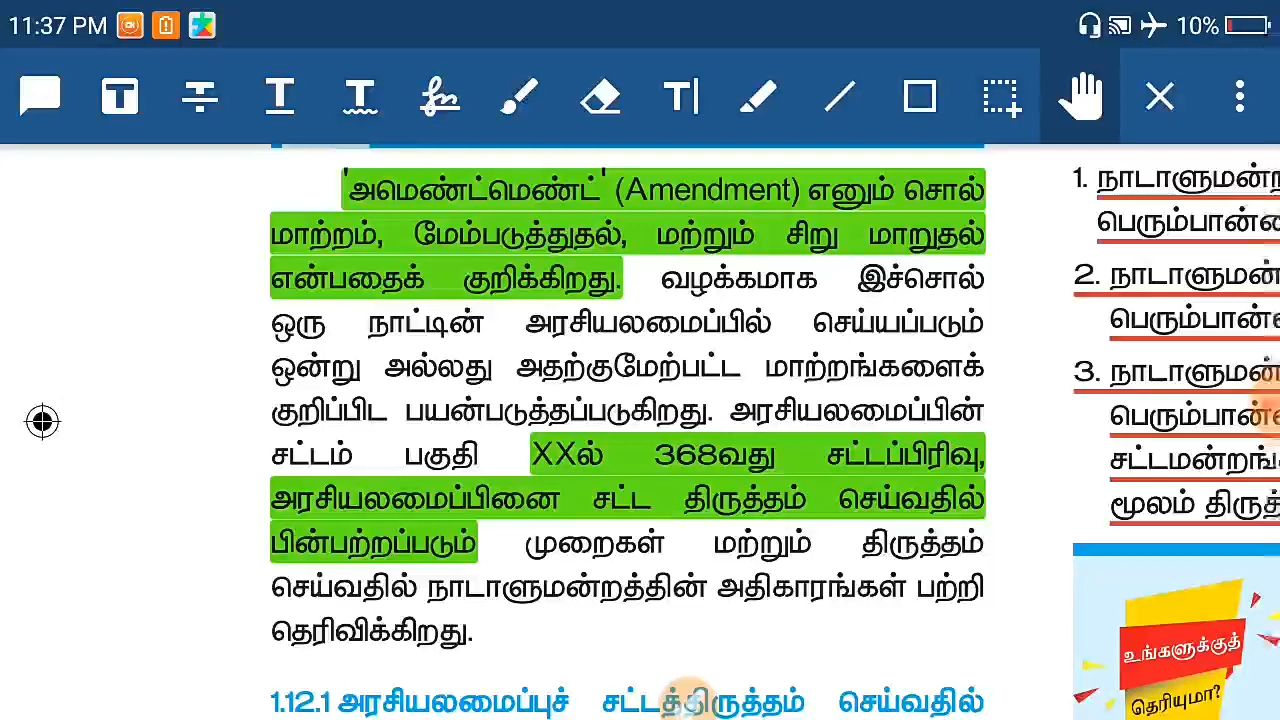 11:37 PM
10%
'அமெண்ட்மெண்ட்' (Amendment) எனும் சொல்
மாற்றம், மேம்படுத்துதல், மற்றும் சிறு மாறுதல்
என்பதைக் குறிக்கிறது. வழக்கமாக இச்சொல்
ஒரு நாட்டின் அரசியலமைப்பில் செய்யப்படும்
ஒன்று அல்லது அதற்குமேற்பட்ட மாற்றங்களைக்
குறிப்பிட பயன்படுத்தப்படுகிறது. அரசியலமைப்பின்
சட்டம் பகுதி XXல் 368வது சட்டப்பிரிவு,
அரசியலமைப்பினை சட்ட திருத்தம் செய்வதில்
பின்பற்றப்படும் முறைகள் மற்றும் திருத்தம்
செய்வதில் நாடாளுமன்றத்தின் அதிகாரங்கள் பற்றி
தெரிவிக்கிறது.
1.12.1 அரசியலமைப்புச் சட்டத்திருத்தம் செய்வதில்
1.
2.
3.
மூலம்
உங்களுக்குத்
தெரியுமா?